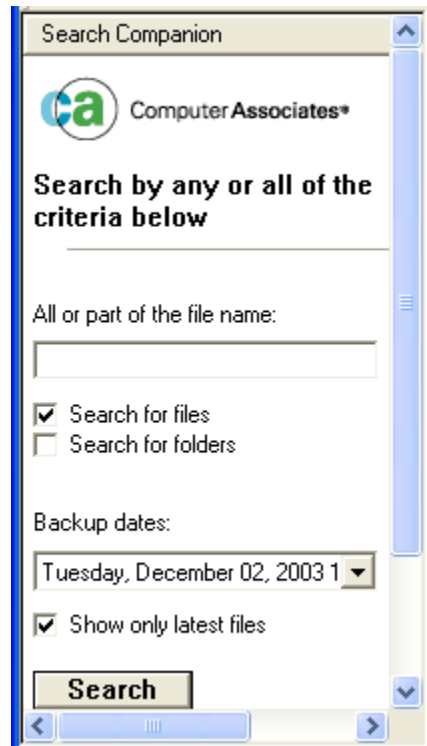 Search Companion
ca Computer Associates®
Search by any or all of the
criteria below
All or part of the file name:
Search for files
Search for folders
Backup dates:
Tuesday, December 02, 2003 1
Show only latest files
Search